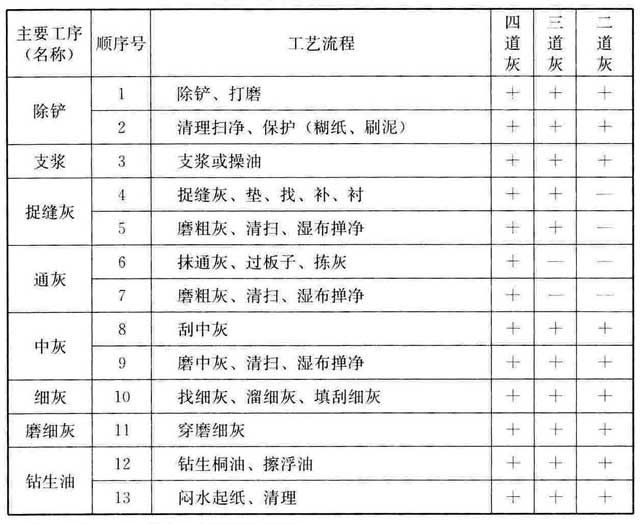 主要工序（名称） 顺序号 工艺流程 四道灰 三道灰 二道灰
除铲 1 除铲、打磨 + + +
2 清理扫净、保护（糊纸、刷泥） + + +
支浆 3 支浆或操油 + + +
捉缝灰 4 捉缝灰、垫、找、补、衬 + + —
5 磨粗灰、清扫、湿布掸净 + + —
通灰 6 抹通灰、过板子、拣灰 + — —
7 磨粗灰、清扫、湿布掸净 + — —
中灰 8 刮中灰 + + +
9 磨中灰、清扫、湿布掸净 + + +
细灰 10 找细灰、溜细灰、填刮细灰 + + +
磨细灰 11 穿磨细灰 + + +
钻生油 12 钻生桐油、擦浮油 + + +
13 闷水起纸、清理 + + +